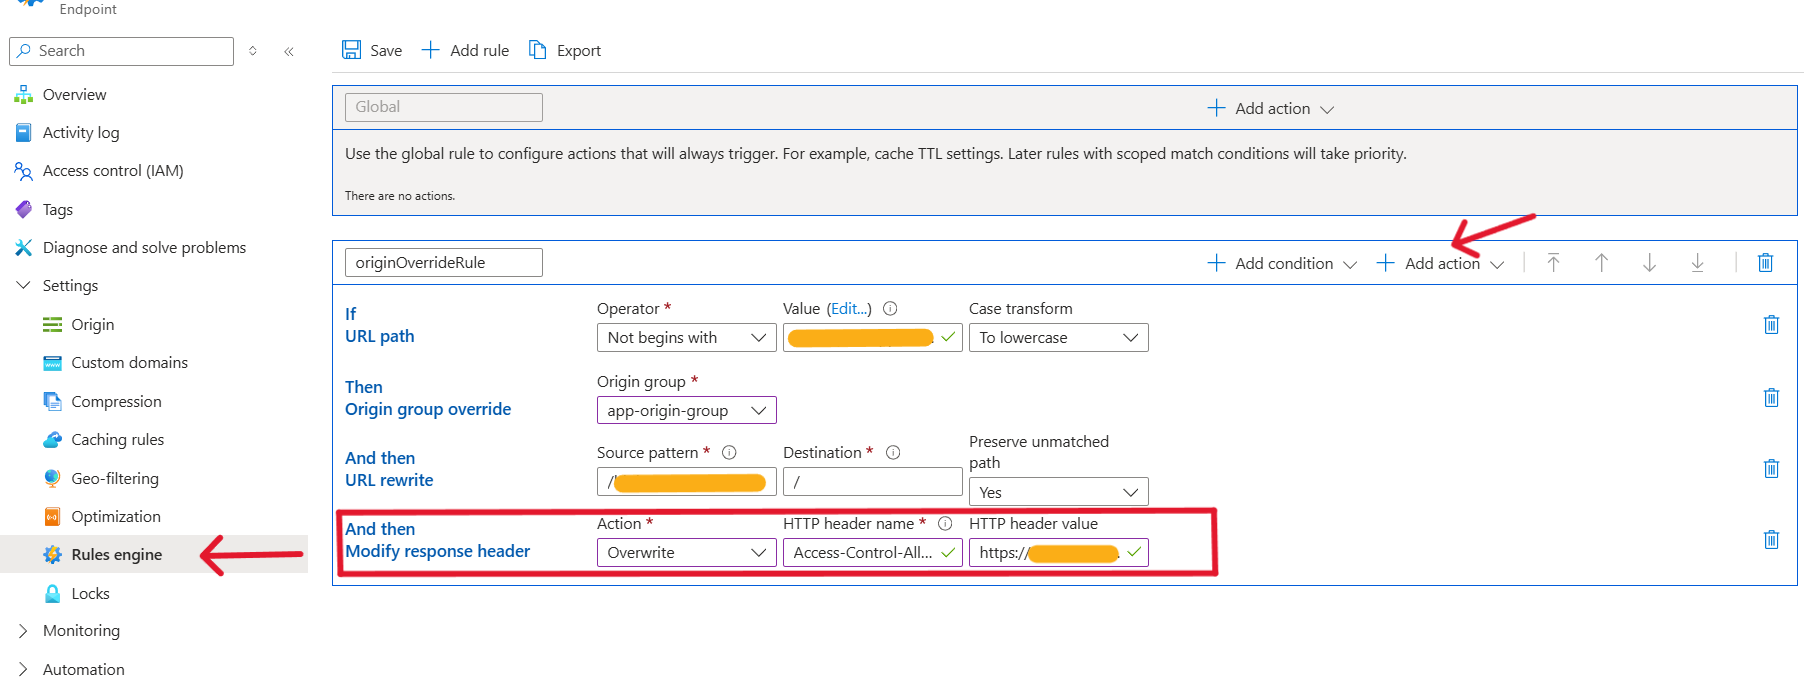 Endpoint
Search
Save
Add rule
Export
Overview
Activity log
Access control (IAM)
Tags
Diagnose and solve problems
Settings
Origin
Custom domains
Compression
Caching rules
Geo-filtering
Optimization
Rules engine
Locks
Monitoring
Automation
Global
Add action
Use the global rule to configure actions that will always trigger. For example, cache TTL settings. Later rules with scoped match conditions will take priority.
There are no actions.
originOverrideRule
Add condition
Add action
If
URL path
Operator *
Not begins with
Value (Edit...)
Case transform
To lowercase
Then
Origin group override
Origin group *
app-origin-group
And then
URL rewrite
Source pattern *
/
Destination *
/
Preserve unmatched
path
Yes
And then
Modify response header
Action *
Overwrite
HTTP header name *
Access-Control-All...
HTTP header value
https://